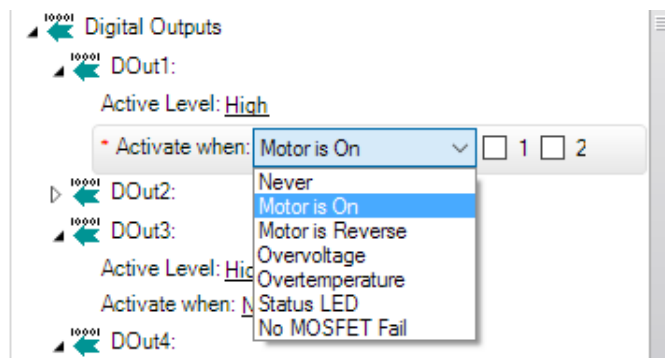 Digital Outputs
DOut1:
Active Level: High
* Activate when: Motor is On 1 2
Never
DOut2:
Motor is On
DOut3:
Motor is Reverse
Overvoltage
Active Level: Hig
Overtemperature
Activate when: N
Status LED
No MOSFET Fail
DOut4: